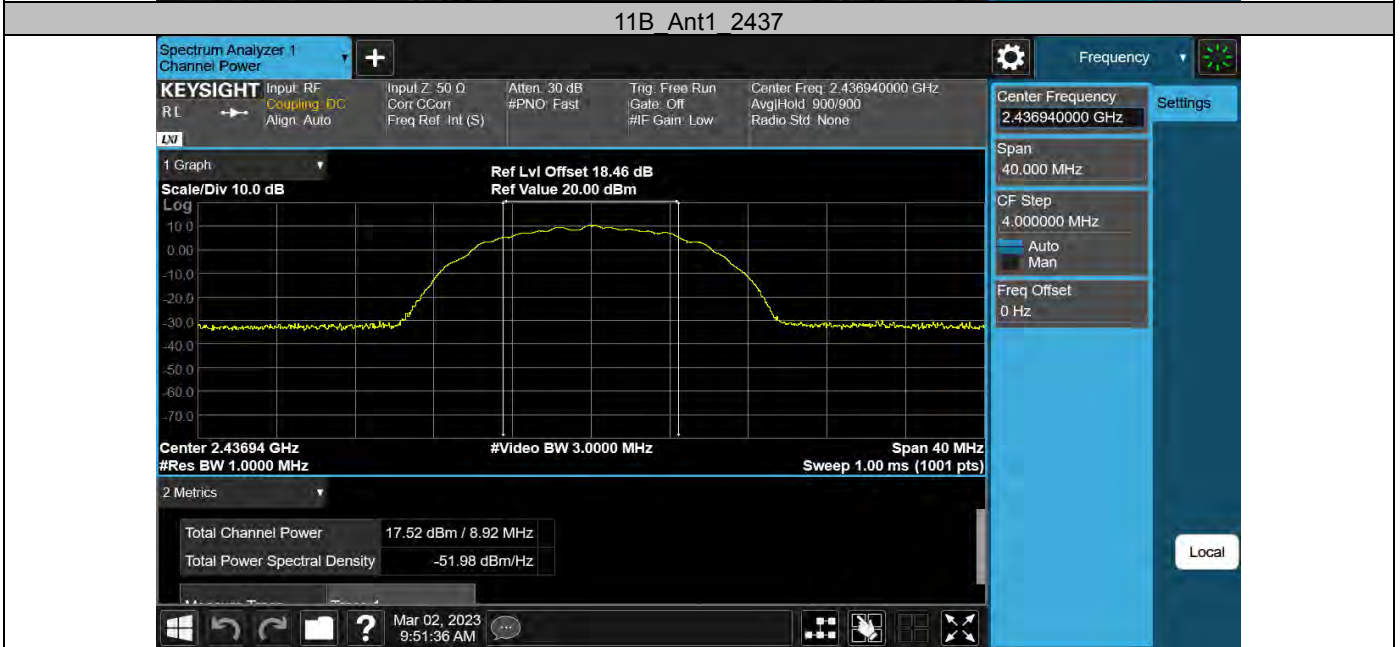 11B_Ant1_2437
Spectrum Analyzer 1
Channel Power
+
Frequency
KEYSIGHT
RL
LXI
Input: RF
Coupling: DC
Align: Auto
Input Z: 50 Ω
Corr CCorr
Freq Ref: Int (S)
Atten: 30 dB
#PNO: Fast
Trig: Free Run
Gate: Off
#IF Gain: Low
Center Freq: 2.436940000 GHz
Avg|Hold: 900/900
Radio Std: None
Center Frequency
2.436940000 GHz
Settings
Span
40.000 MHz
CF Step
4.000000 MHz
Auto
Man
Freq Offset
0 Hz
Local
1 Graph
Scale/Div 10.0 dB
Ref Lvl Offset 18.46 dB
Ref Value 20.00 dBm
Log
10.0
0.00
-10.0
-20.0
-30.0
-40.0
-50.0
-60.0
-70.0
Center 2.43694 GHz
#Video BW 3.0000 MHz
Span 40 MHz
#Res BW 1.0000 MHz
Sweep 1.00 ms (1001 pts)
2 Metrics
Total Channel Power 17.52 dBm / 8.92 MHz
Total Power Spectral Density -51.98 dBm/Hz
?
Mar 02, 2023
9:51:36 AM